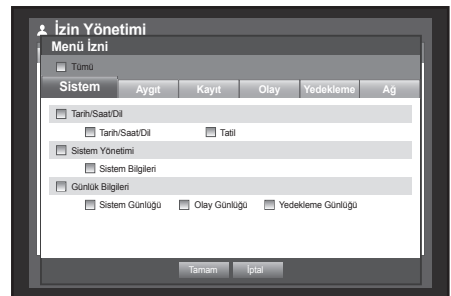 İzin Yönetimi
Menü İzni
Tümü
Sistem Aygıt Kayıt Olay Yedekleme Ağ
Tarih/Saat/Dil
Tarih/Saat/Dil Tatil
Sistem Yönetimi
Sistem Bilgileri
Günlük Bilgileri
Sistem Günlüğü Olay Günlüğü Yedekleme Günlüğü
Tamam İptal